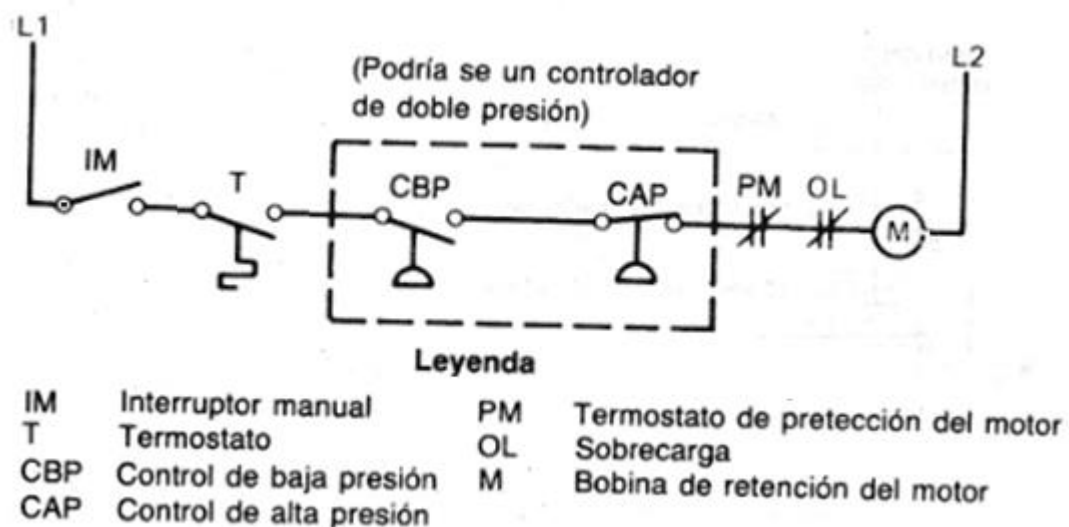 L1
(Podría se un controlador
de doble presión)
L2
IM
T
CBP
CAP
PM
OL
M
Leyenda
IM Interruptor manual
T Termostato
CBP Control de baja presión
CAP Control de alta presión
PM Termostato de pretección del motor
OL Sobrecarga
M Bobina de retención del motor